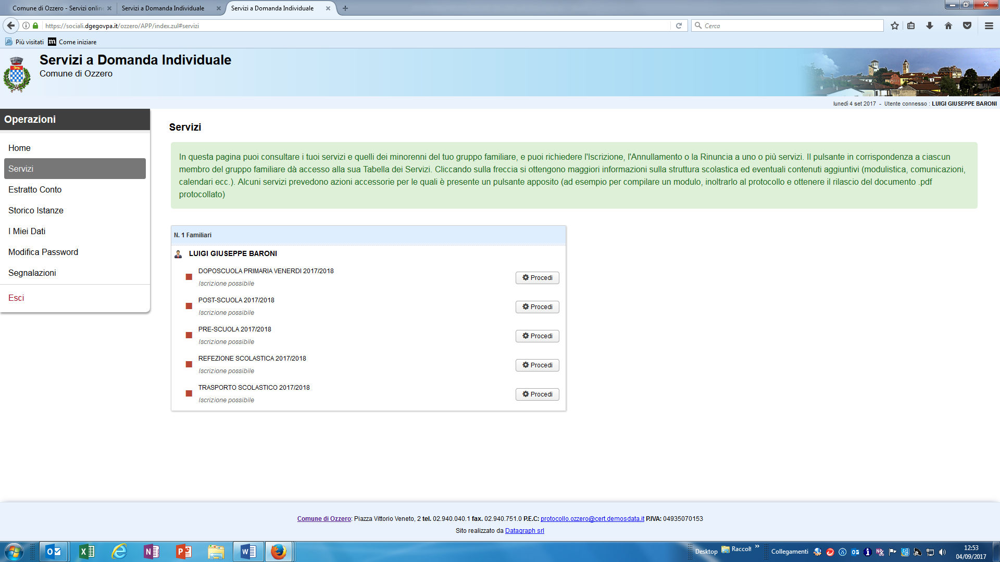 Comune di Ozzero - Servizi online
Servizi a Domanda Individuale
Servizi a Domanda Individuale
https://sociali.dgegovpa.it/ozzero/APP/index.zul#servizi
Cerca
Più visitati
m Come iniziare
Servizi a Domanda Individuale
Comune di Ozzero
lunedì 4 set 2017 - Utente connesso : LUIGI GIUSEPPE BARONI
Operazioni
Home
Servizi
Estratto Conto
Storico Istanze
I Miei Dati
Modifica Password
Segnalazioni
Esci
Servizi
In questa pagina puoi consultare i tuoi servizi e quelli dei minorenni del tuo gruppo familiare, e puoi richiedere l'Iscrizione, l'Annullamento o la Rinuncia a uno o più servizi. Il pulsante in corrispondenza a ciascun
membro del gruppo familiare dà accesso alla sua Tabella dei Servizi. Cliccando sulla freccia si ottengono maggiori informazioni sulla struttura scolastica ed eventuali contenuti aggiuntivi (modulistica, comunicazioni,
calendari ecc.). Alcuni servizi prevedono azioni accessorie per le quali è presente un pulsante apposito (ad esempio per compilare un modulo, inoltrarlo al protocollo e ottenere il rilascio del documento .pdf
protocollato)
N. 1 Familiari
LUIGI GIUSEPPE BARONI
DOPOSCUOLA PRIMARIA VENERDI 2017/2018
Iscrizione possibile
Procedi
POST-SCUOLA 2017/2018
Iscrizione possibile
Procedi
PRE-SCUOLA 2017/2018
Iscrizione possibile
Procedi
REFEZIONE SCOLASTICA 2017/2018
Iscrizione possibile
Procedi
TRASPORTO SCOLASTICO 2017/2018
Iscrizione possibile
Procedi
Comune di Ozzero: Piazza Vittorio Veneto, 2 tel. 02.940.040.1 fax. 02.940.751.0 P.E.C: protocollo.ozzero@cert.demosdata.it P.IVA: 04935070153
Sito realizzato da Datagraph srl
Desktop
Raccolt
Collegamenti
12:53
04/09/2017